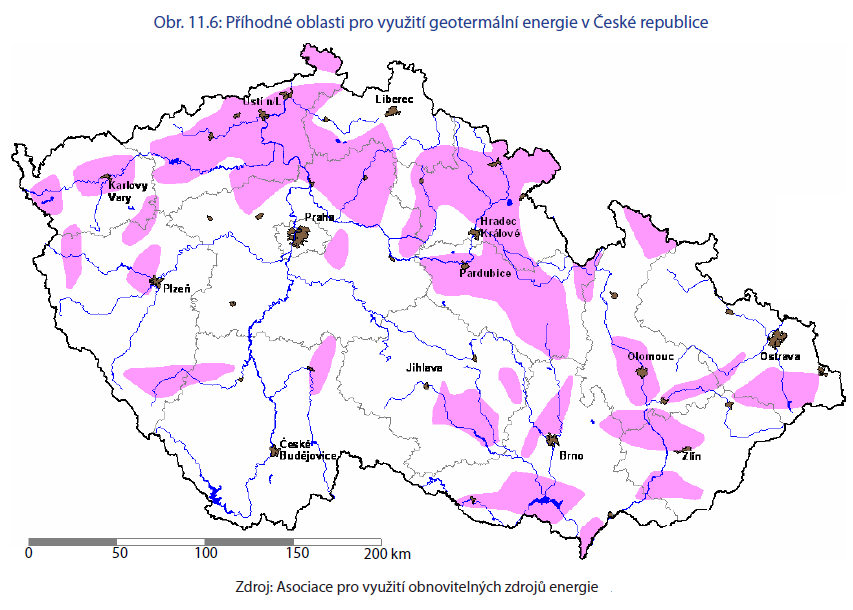 Obr. 11.6: Příhodné oblasti pro využití geotermální energie v České republice
Ústí n/L
Liberec
Karlovy
Vary
Praha
Hradec
Králové
Pardubice
Plzeň
Jihlava
Olomouc
Ostrava
České
Budějovice
Brno
Zlín
0 50 100 150 200 km
Zdroj: Asociace pro využití obnovitelných zdrojů energie